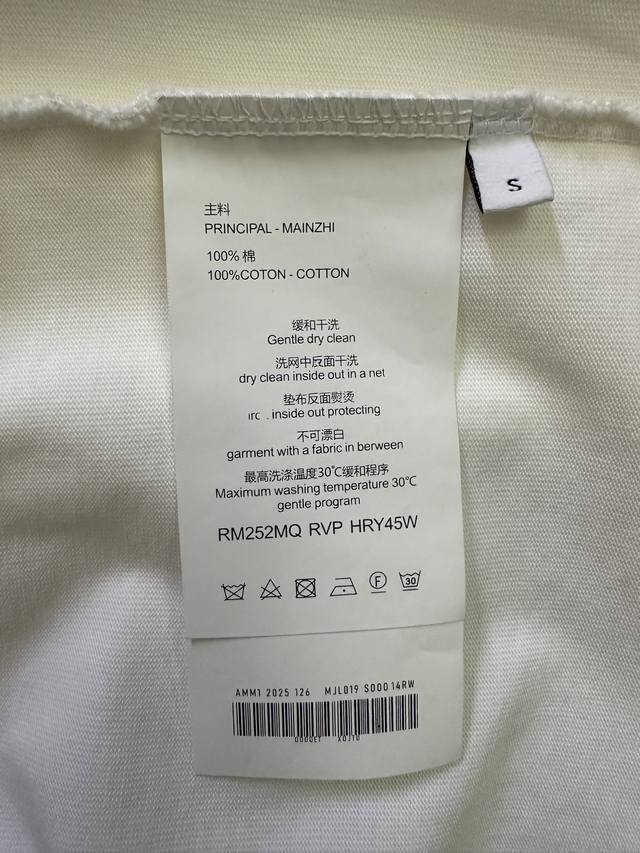 S
主料
PRINCIPAL - MAINZHI
100% 棉
100%COTON - COTTON
缓和干洗
Gentle dry clean
洗网中反面干洗
dry clean inside out in a net
垫布反面熨烫
inside out protecting
不可漂白
garment with a fabric in berween
最高洗涤温度30℃缓和程序
Maximum washing temperature 30℃
gentle program
RM252MQ RVP HRY45W
F
30
AMM1 2025 126 MJL019 S00014RW